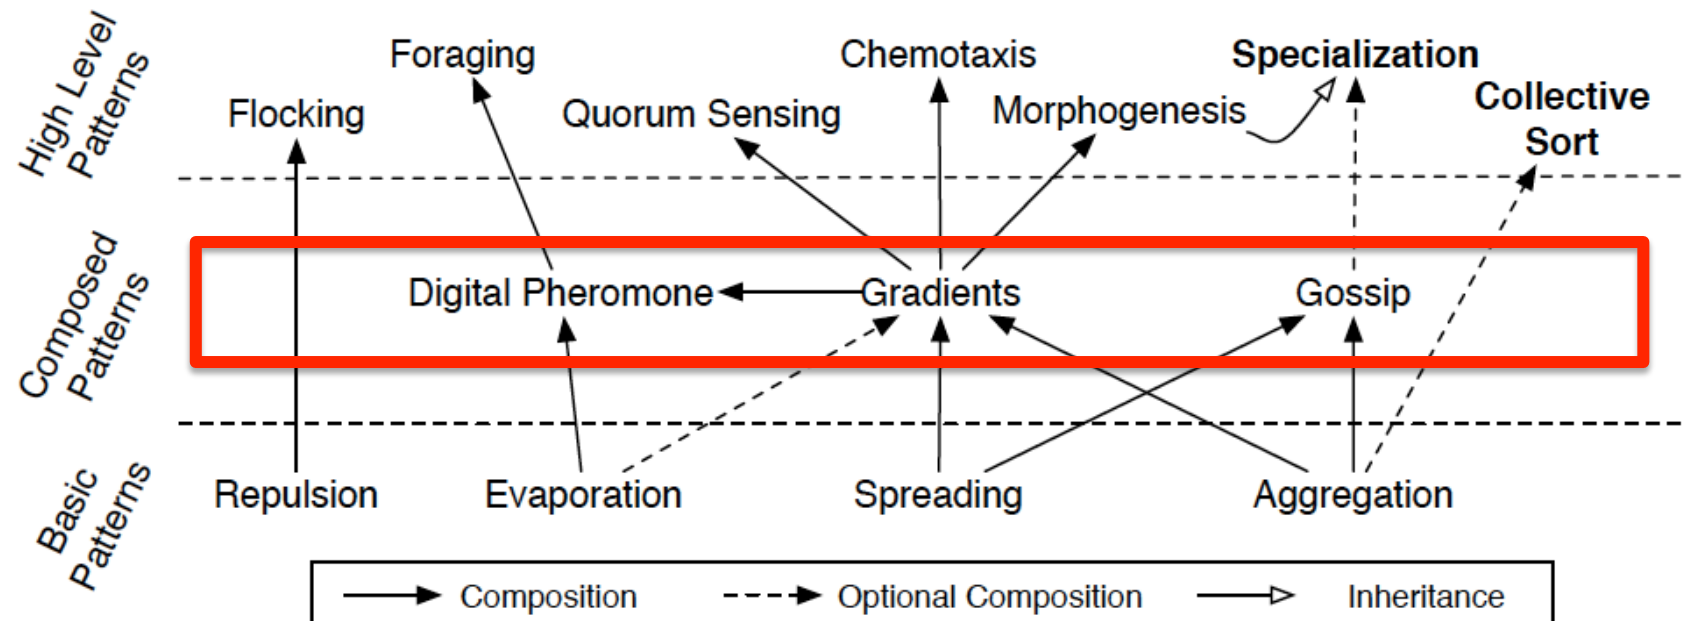 High Level
Patterns
Foraging
Chemotaxis
Specialization
Flocking
Quorum Sensing
Morphogenesis
Collective
Sort
Composed
Patterns
Digital Pheromone
Gradients
Gossip
Basic
Patterns
Repulsion
Evaporation
Spreading
Aggregation
Composition
Optional Composition
Inheritance